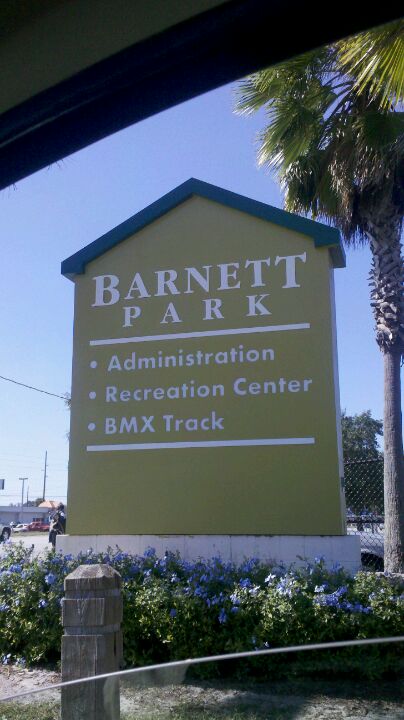 BARNETT
PARK
• Administration
• Recreation Center
• BMX Track